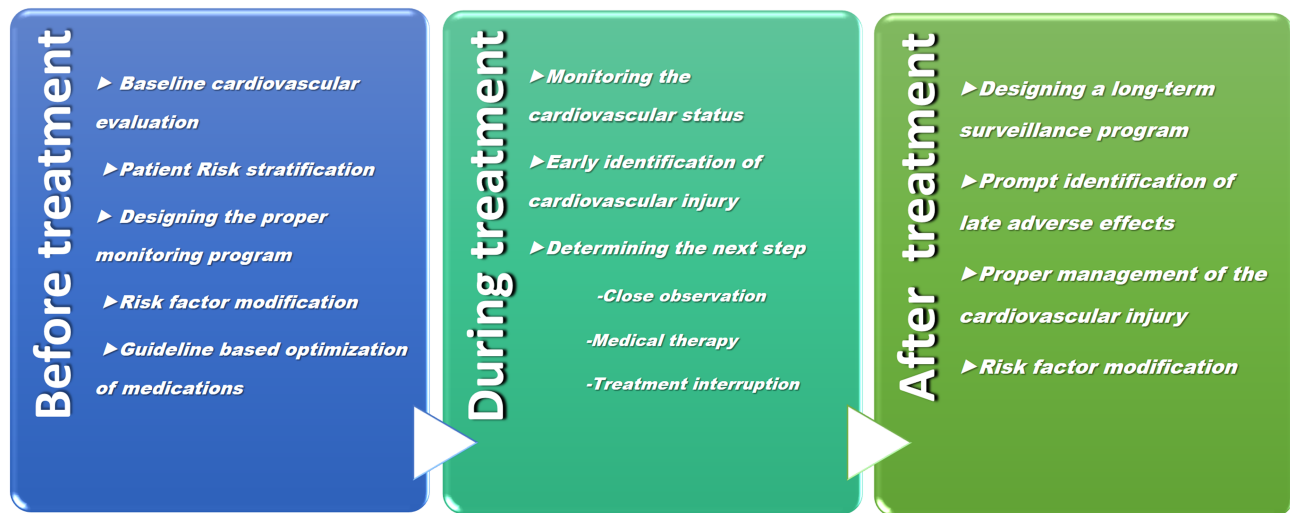 Before treatment
► Baseline cardiovascular
evaluation
►Patient Risk stratification
► Designing the proper
monitoring program
►Risk factor modification
►Guideline based optimization
of medications
During treatment
►Monitoring the
cardiovascular status
►Early identification of
cardiovascular injury
►Determining the next step
-Close observation
-Medical therapy
-Treatment interruption
After treatment
►Designing a long-term
surveillance program
►Prompt identification of
late adverse effects
►Proper management of the
cardiovascular injury
►Risk factor modification